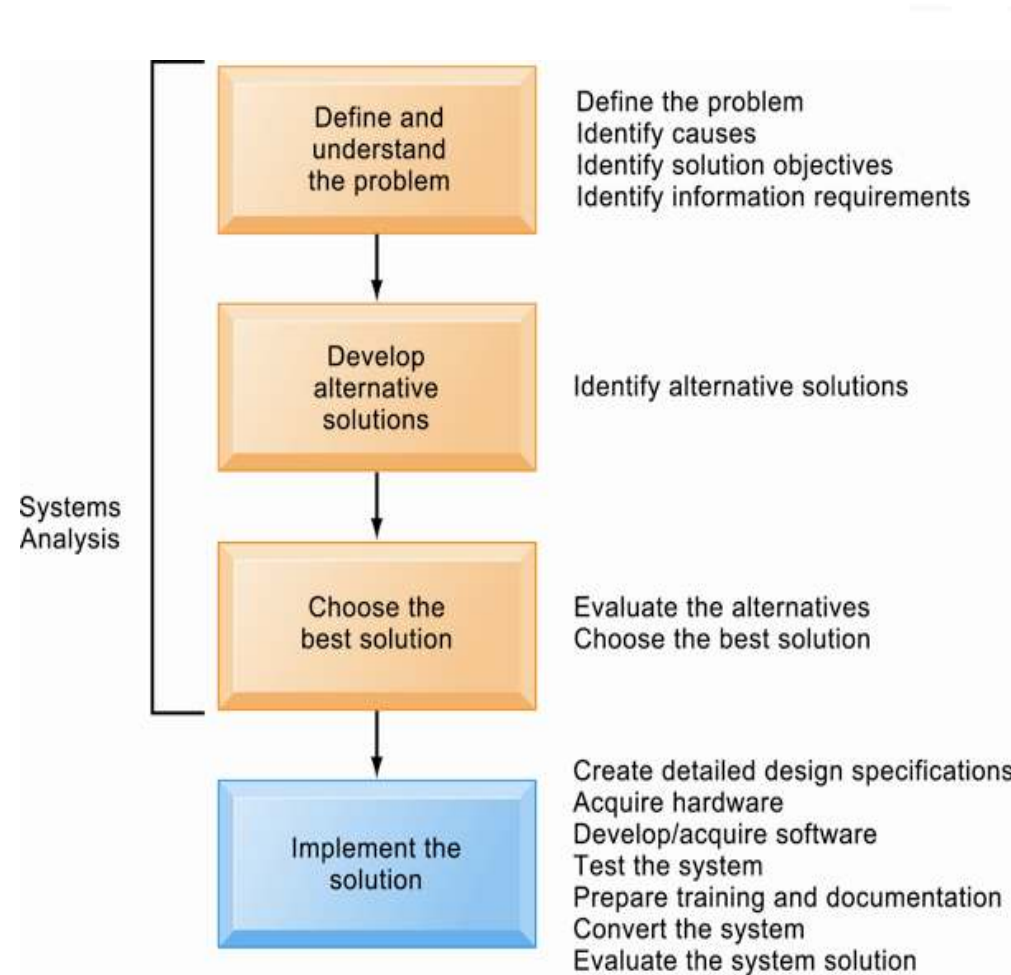 Define and
understand
the problem
Define the problem
Identify causes
Identify solution objectives
Identify information requirements
Develop
alternative
solutions
Identify alternative solutions
Systems
Analysis
Choose the
best solution
Evaluate the alternatives
Choose the best solution
Implement the
solution
Create detailed design specifications
Acquire hardware
Develop/acquire software
Test the system
Prepare training and documentation
Convert the system
Evaluate the system solution